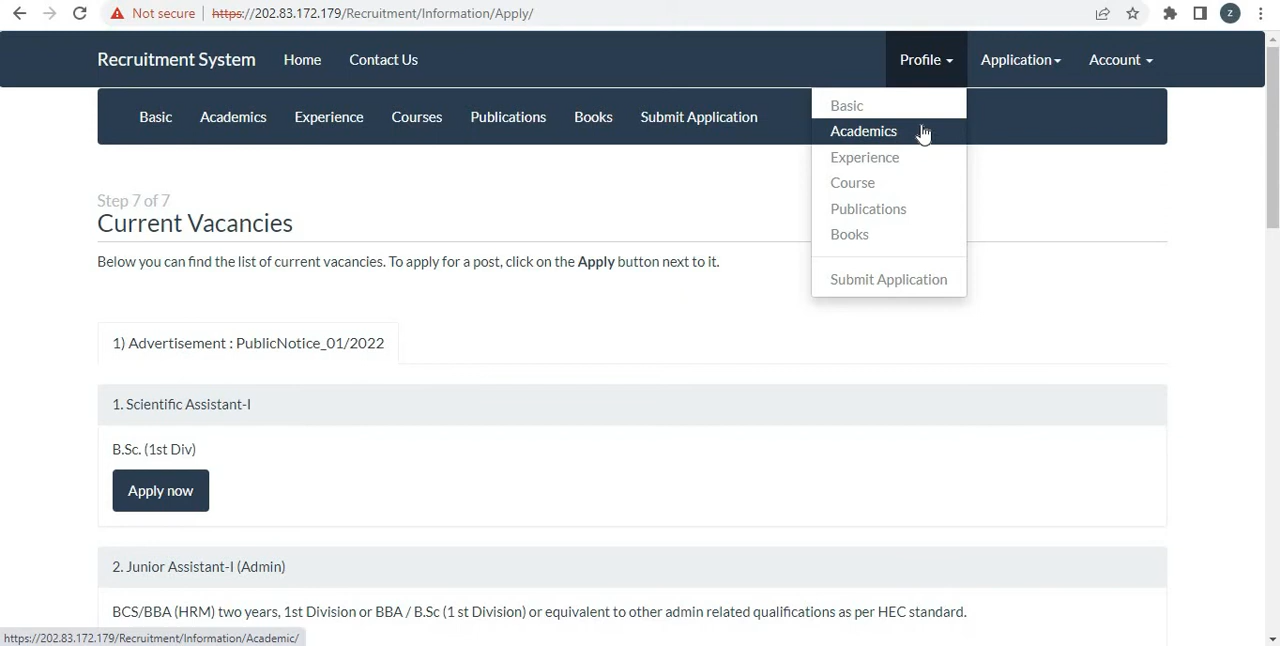 Not secure | https://202.83.172.179/Recruitment/Information/Apply/
z
Recruitment System Home Contact Us Profile Application Account
Basic Academics Experience Courses Publications Books Submit Application
Basic
Academics
Experience
Course
Publications
Books
Submit Application
Step 7 of 7
Current Vacancies
Below you can find the list of current vacancies. To apply for a post, click on the Apply button next to it.
1) Advertisement : PublicNotice_01/2022
1. Scientific Assistant-I
B.Sc. (1st Div)
Apply now
2. Junior Assistant-I (Admin)
BCS/BBA (HRM) two years, 1st Division or BBA / B.Sc (1 st Division) or equivalent to other admin related qualifications as per HEC standard.
https://202.83.172.179/Recruitment/Information/Academic/